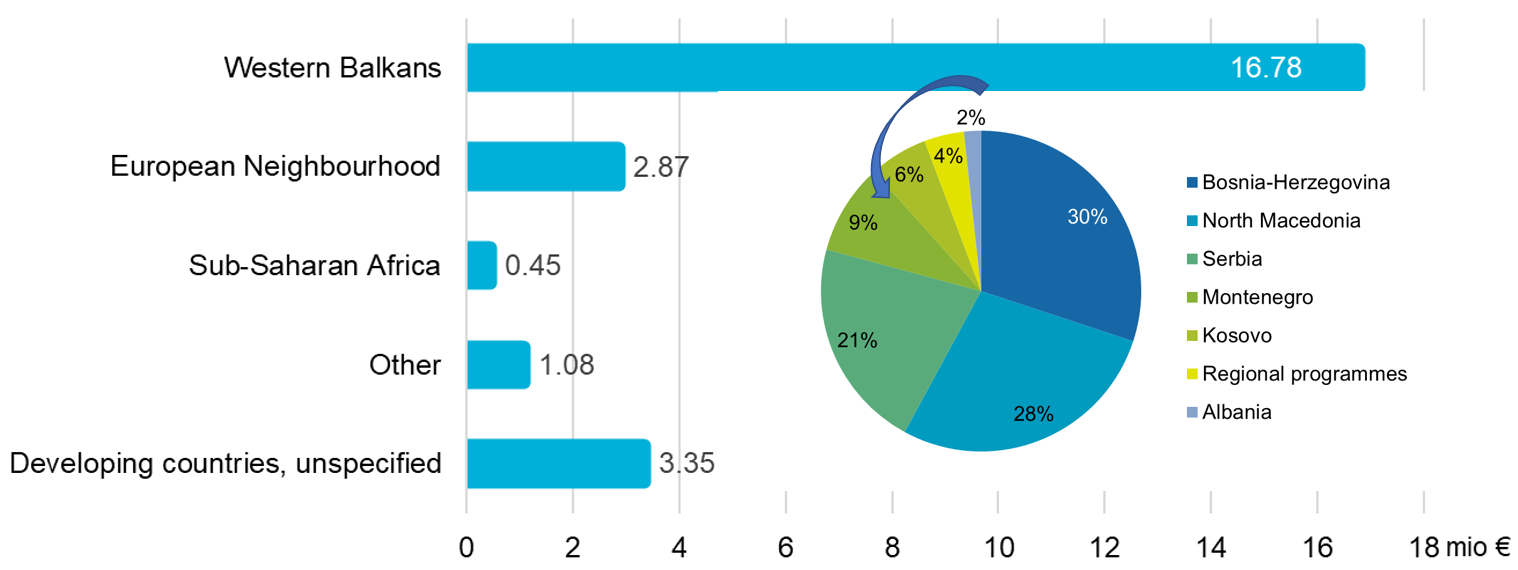 Western Balkans
16.78
European Neighbourhood
2.87
Sub-Saharan Africa
0.45
Other
1.08
Developing countries, unspecified
3.35
0 2 4 6 8 10 12 14 16 18 mio €
2%
4%
6%
9%
30%
21%
28%
Bosnia-Herzegovina
North Macedonia
Serbia
Montenegro
Kosovo
Regional programmes
Albania